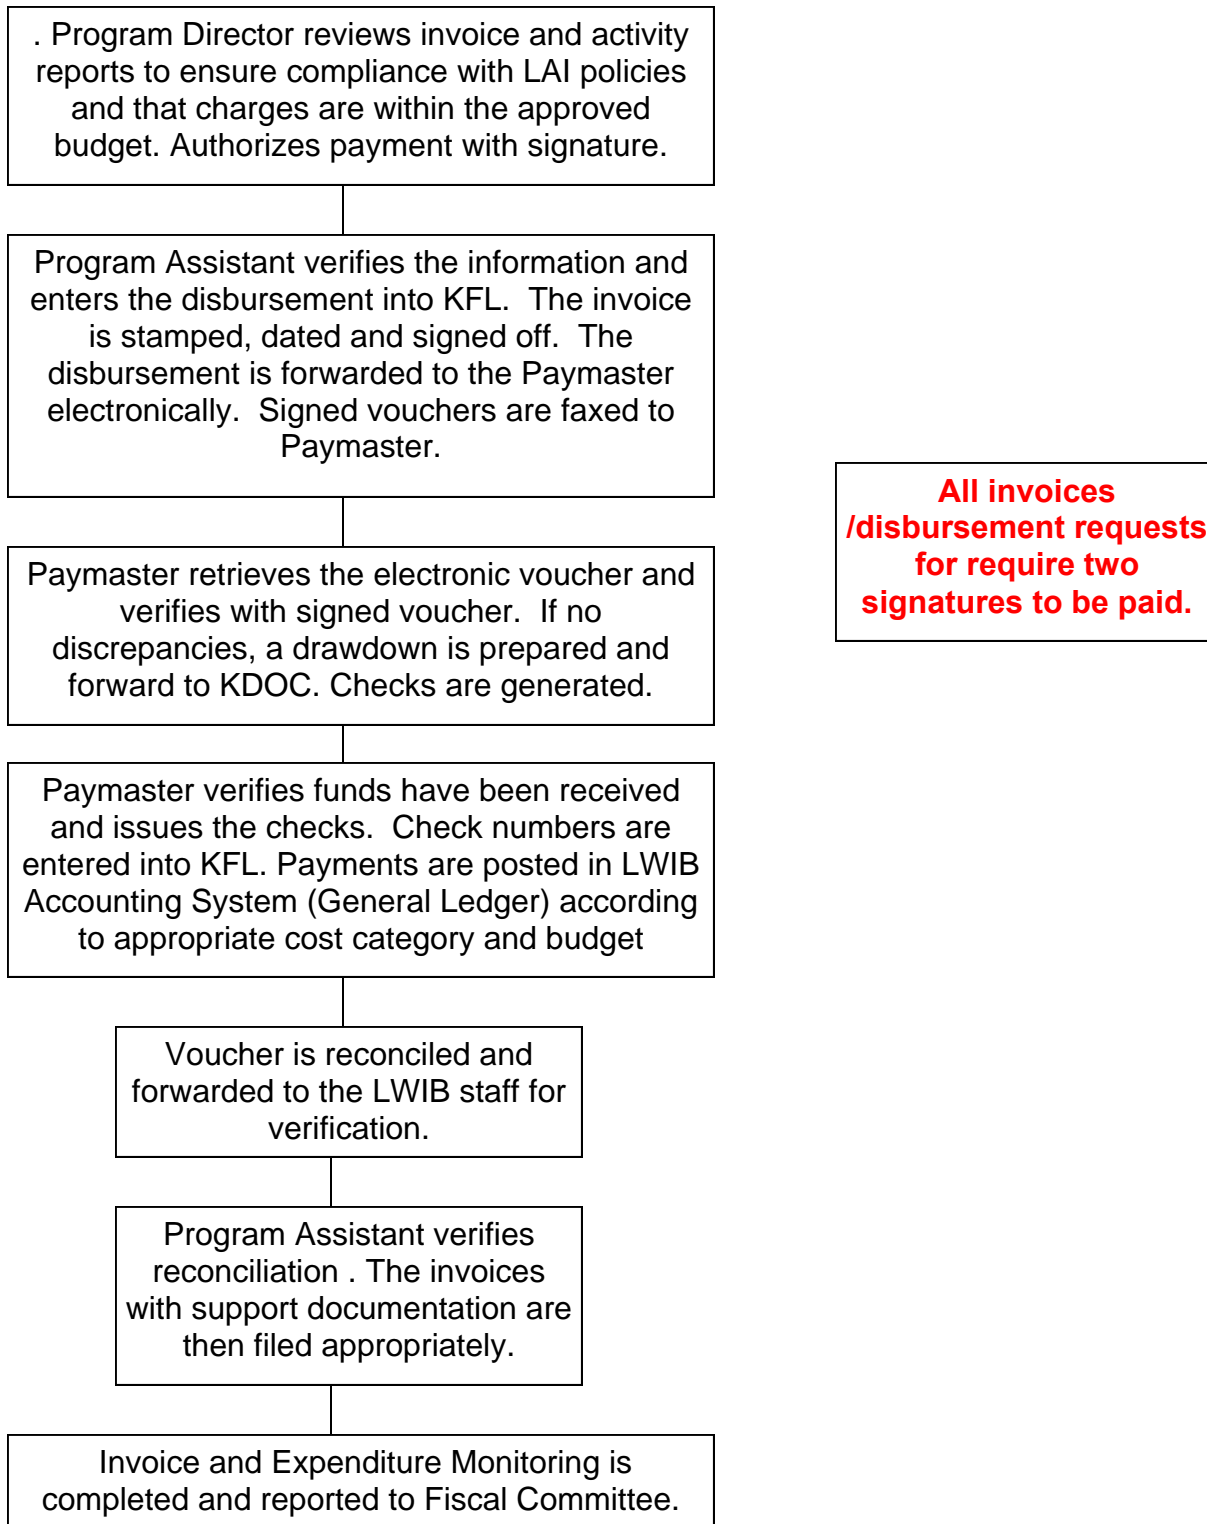 . Program Director reviews invoice and activity
reports to ensure compliance with LAI policies
and that charges are within the approved
budget. Authorizes payment with signature.
Program Assistant verifies the information and
enters the disbursement into KFL.  The invoice
is stamped, dated and signed off.  The
disbursement is forwarded to the Paymaster
electronically.  Signed vouchers are faxed to
Paymaster.
All invoices
/disbursement requests
for require two
signatures to be paid.
Paymaster retrieves the electronic voucher and
verifies with signed voucher.  If no
discrepancies, a drawdown is prepared and
forward to KDOC. Checks are generated.
Paymaster verifies funds have been received
and issues the checks.  Check numbers are
entered into KFL. Payments are posted in LWIB
Accounting System (General Ledger) according
to appropriate cost category and budget
Voucher is reconciled and
forwarded to the LWIB staff for
verification.
Program Assistant verifies
reconciliation . The invoices
with support documentation are
then filed appropriately.
Invoice and Expenditure Monitoring is
completed and reported to Fiscal Committee.